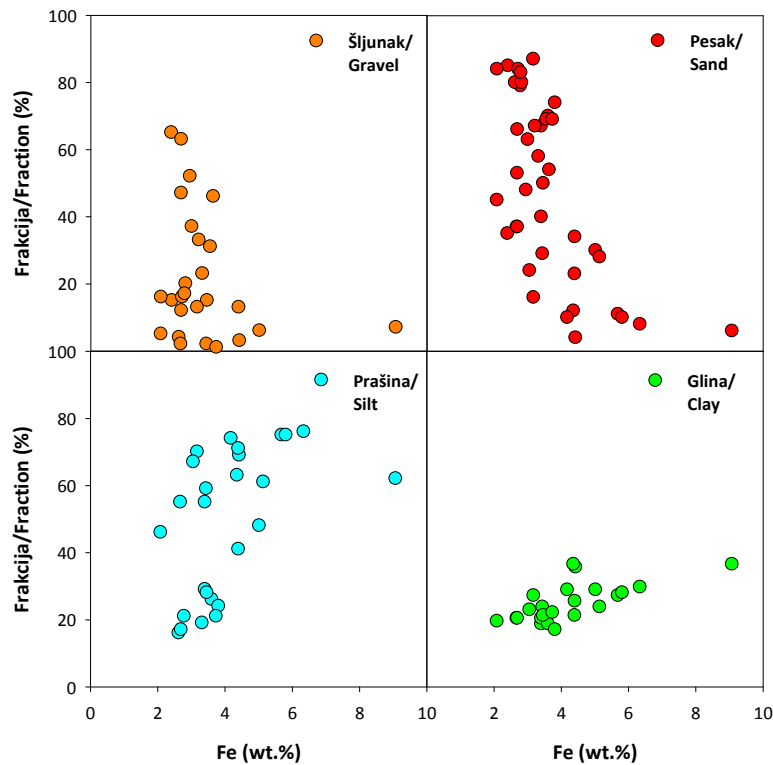 100
80
60
40
20
Frakcija/Fraction (%)
Šljunak/
Gravel
Pesak/
Sand
100
80
60
40
20
0
Frakcija/Fraction (%)
Prašina/
Silt
Glina/
Clay
0 2 4 6 8 10 2 4 6 8 10
Fe (wt.%) Fe (wt.%)